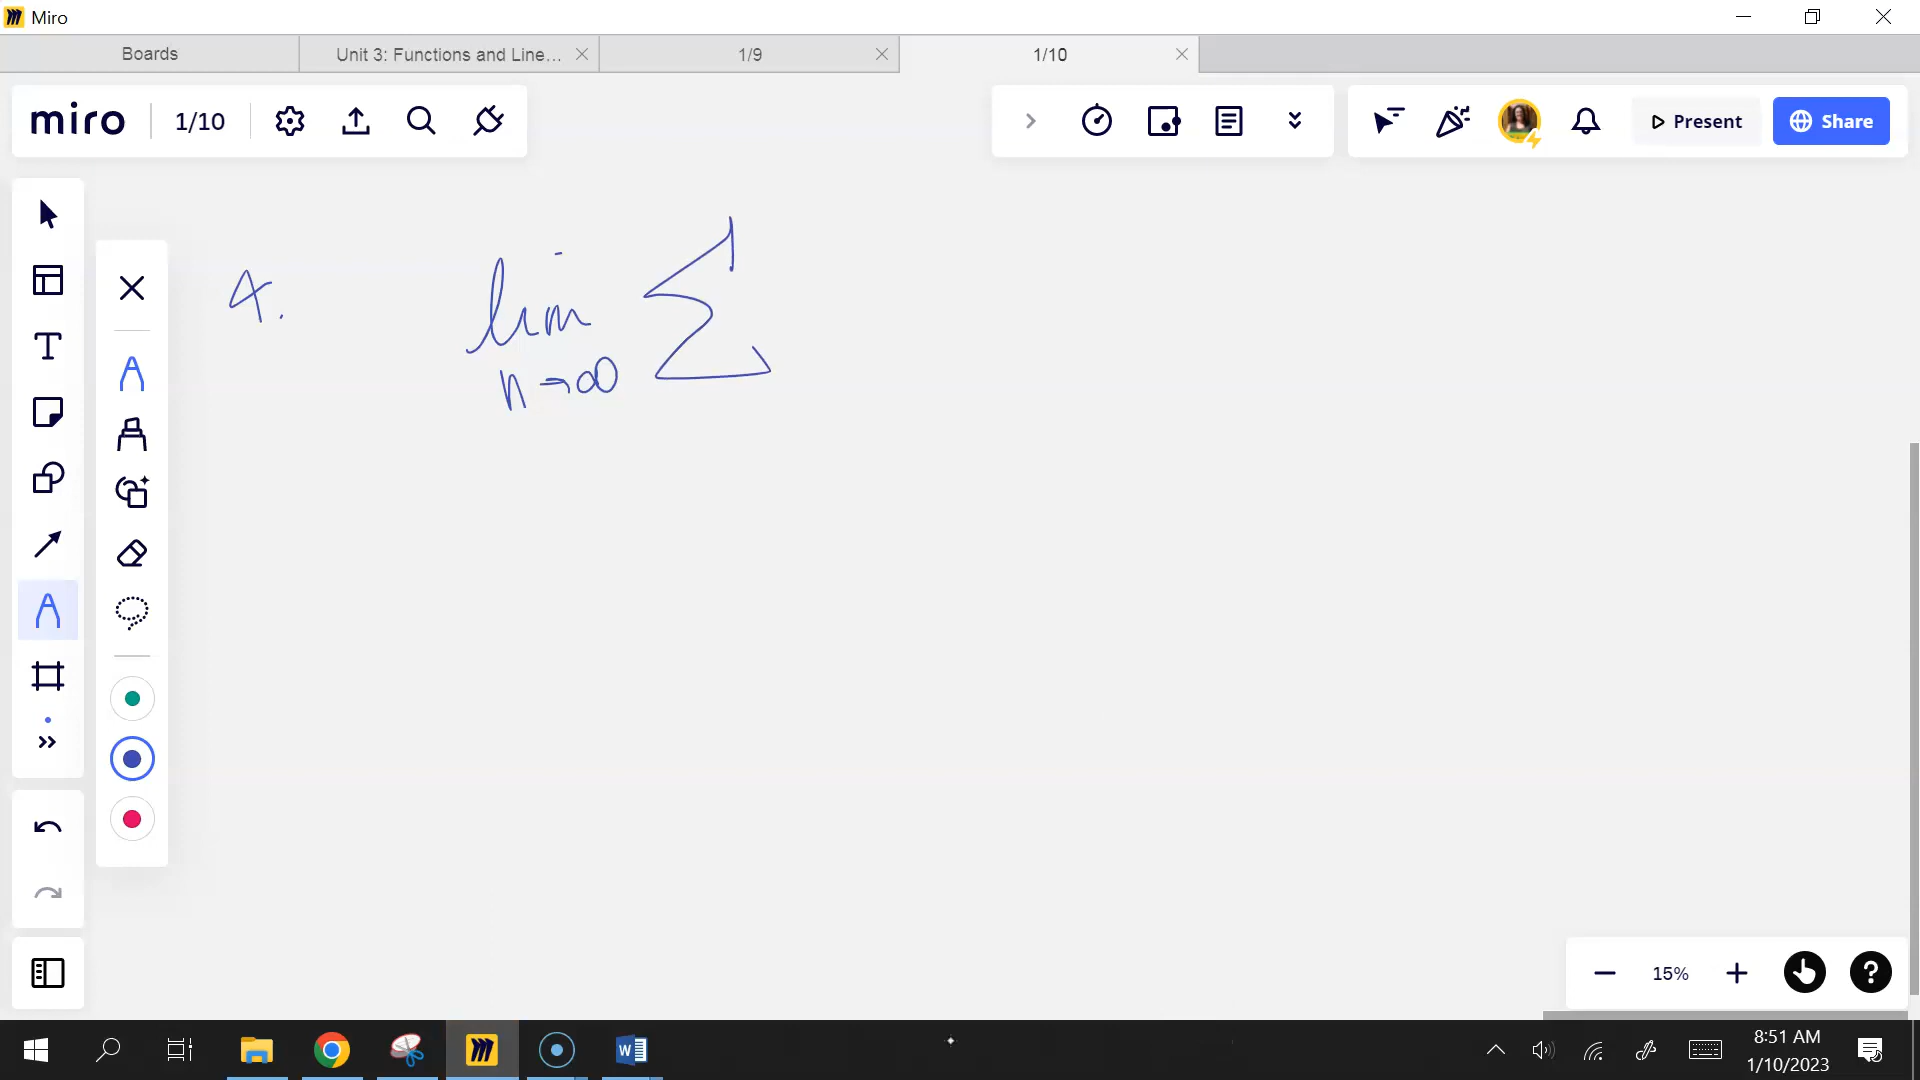 Miro
Boards
Unit 3: Functions and Line...
1/9
1/10
miro
1/10
Present
Share
4.
lim Σ
n→∞
15%
8:51 AM
1/10/2023